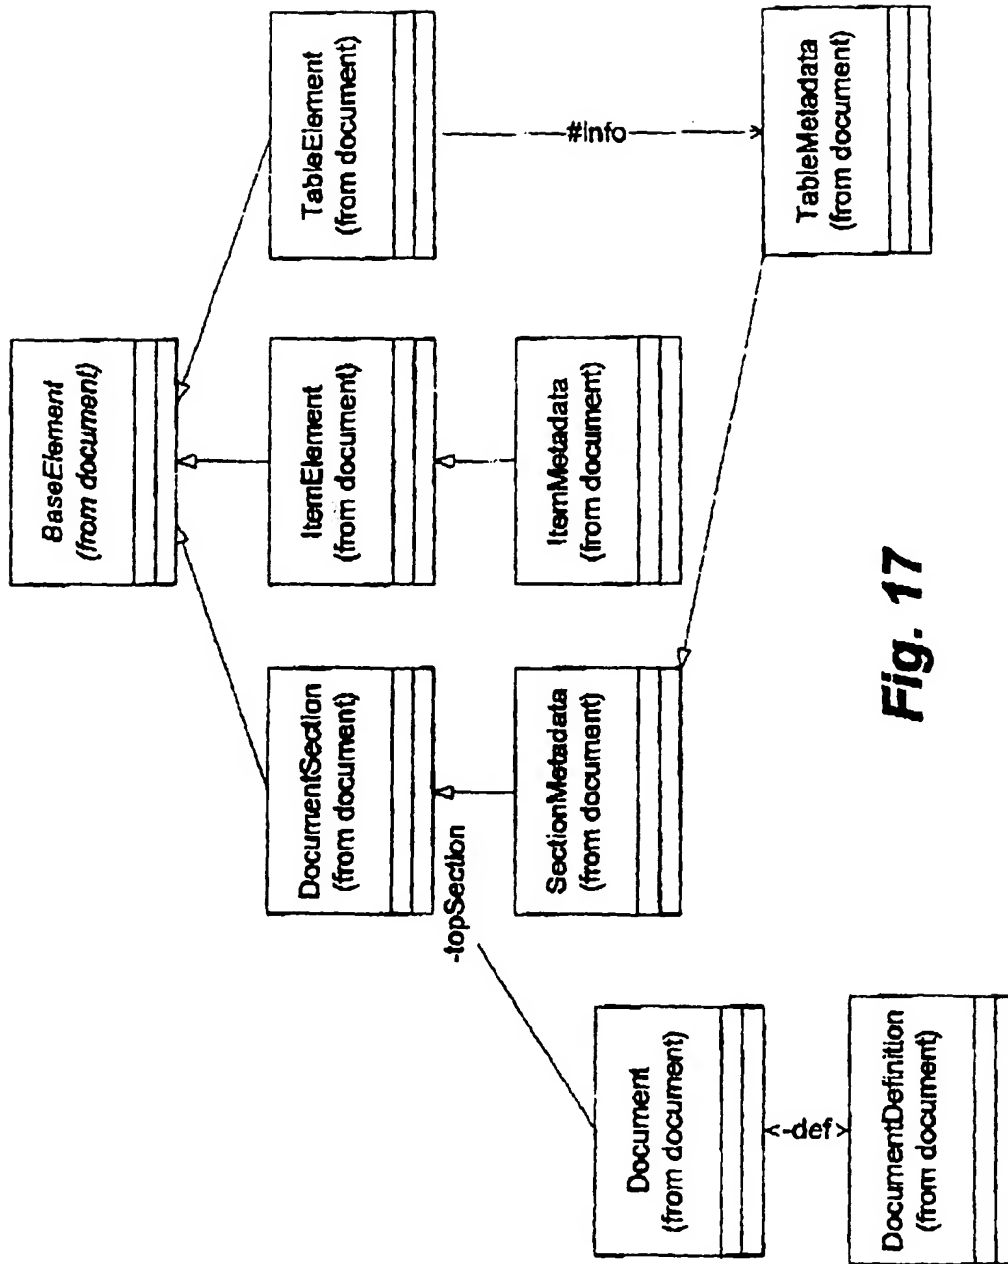 BaseElement
(from document)
DocumentSection
(from document)
ItemElement
(from document)
TableElement
(from document)
-topSection
#info
SectionMetadata
(from document)
ItemMetadata
(from document)
Document
(from document)
TableMetadata
(from document)
-def
DocumentDefinition
(from document)
Fig. 17